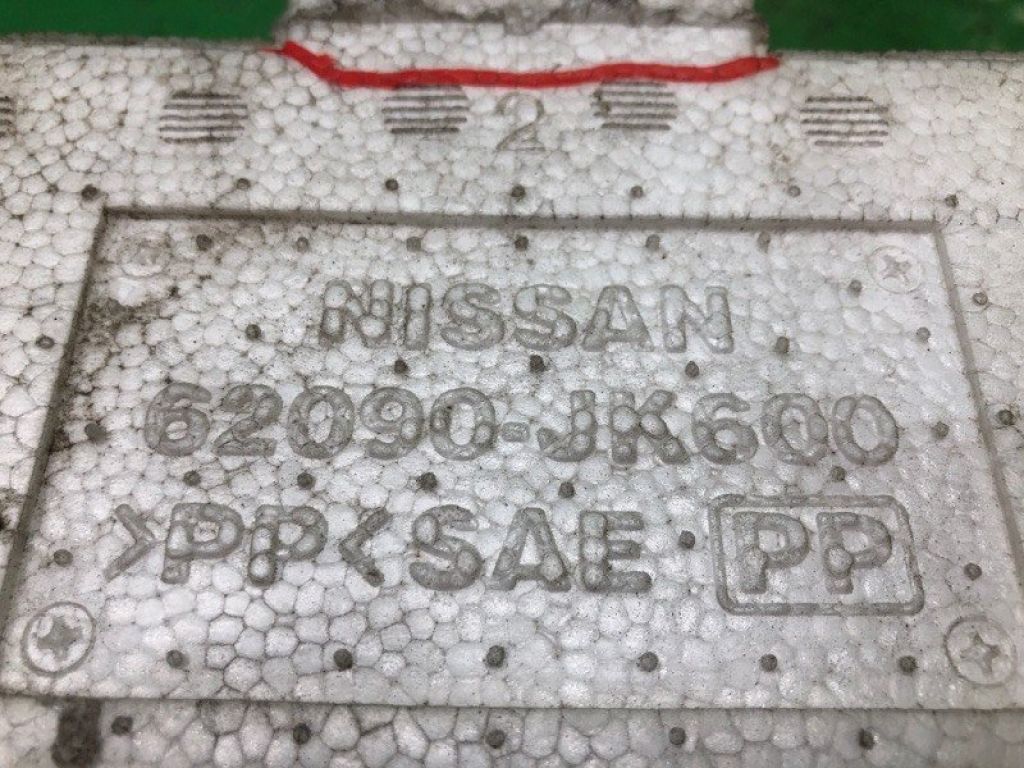 2
NISSAN
62090-JK600
>PP< SAE PP